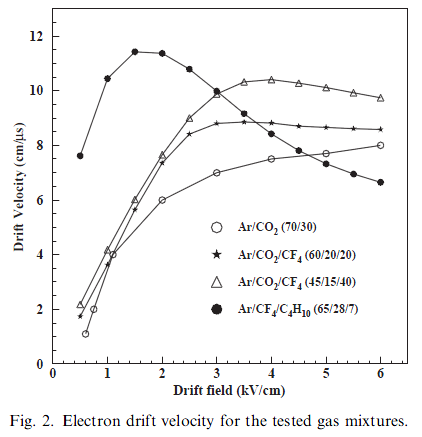 12
10
8
6
4
2
0
Drift Velocity (cm/μs)
Ar/CO2 (70/30)
Ar/CO2/CF4 (60/20/20)
Ar/CO2/CF4 (45/15/40)
Ar/CF4/C4H10 (65/28/7)
0 1 2 3 4 5 6
Drift field (kV/cm)
Fig. 2. Electron drift velocity for the tested gas mixtures.